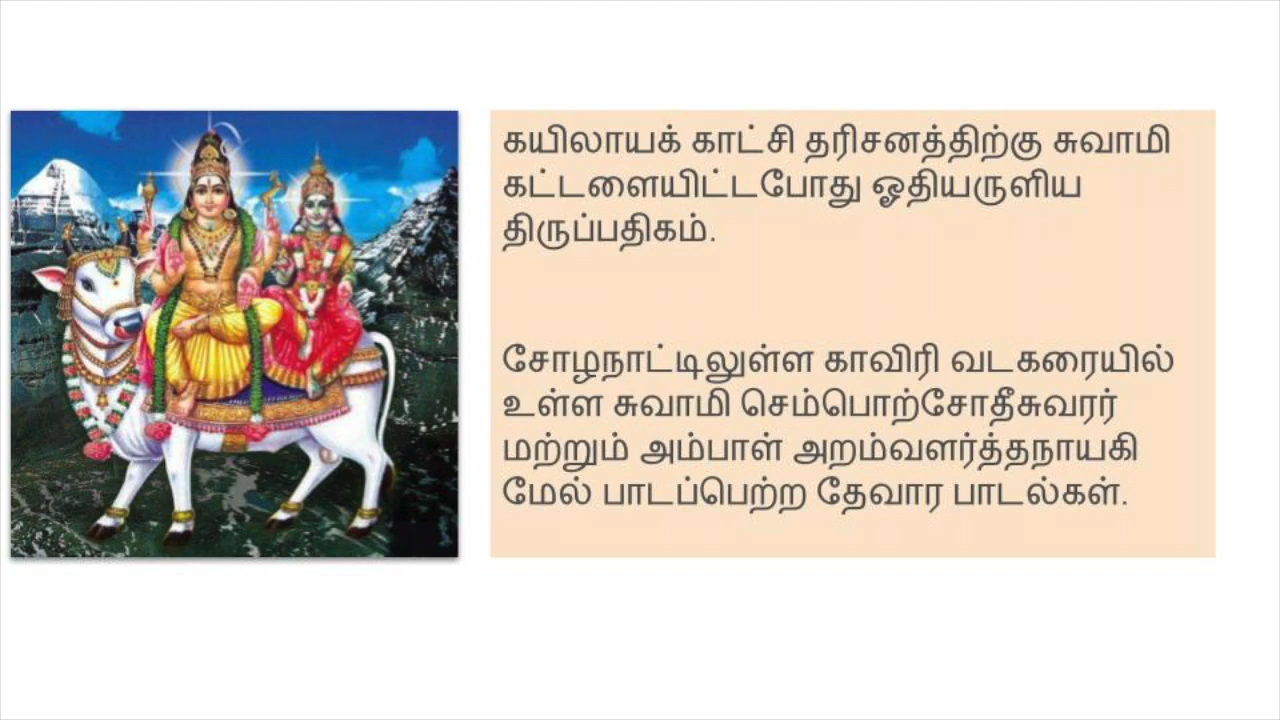 கயிலாயக் காட்சி தரிசனத்திற்கு சுவாமி
கட்டளையிட்டபோது ஓதியருளிய
திருப்பதிகம்.
சோழநாட்டிலுள்ள காவிரி வடகரையில்
உள்ள சுவாமி செம்பொற்சோதீசுவரர்
மற்றும் அம்பாள் அறம்வளர்த்தநாயகி
மேல் பாடப்பெற்ற தேவார பாடல்கள்.